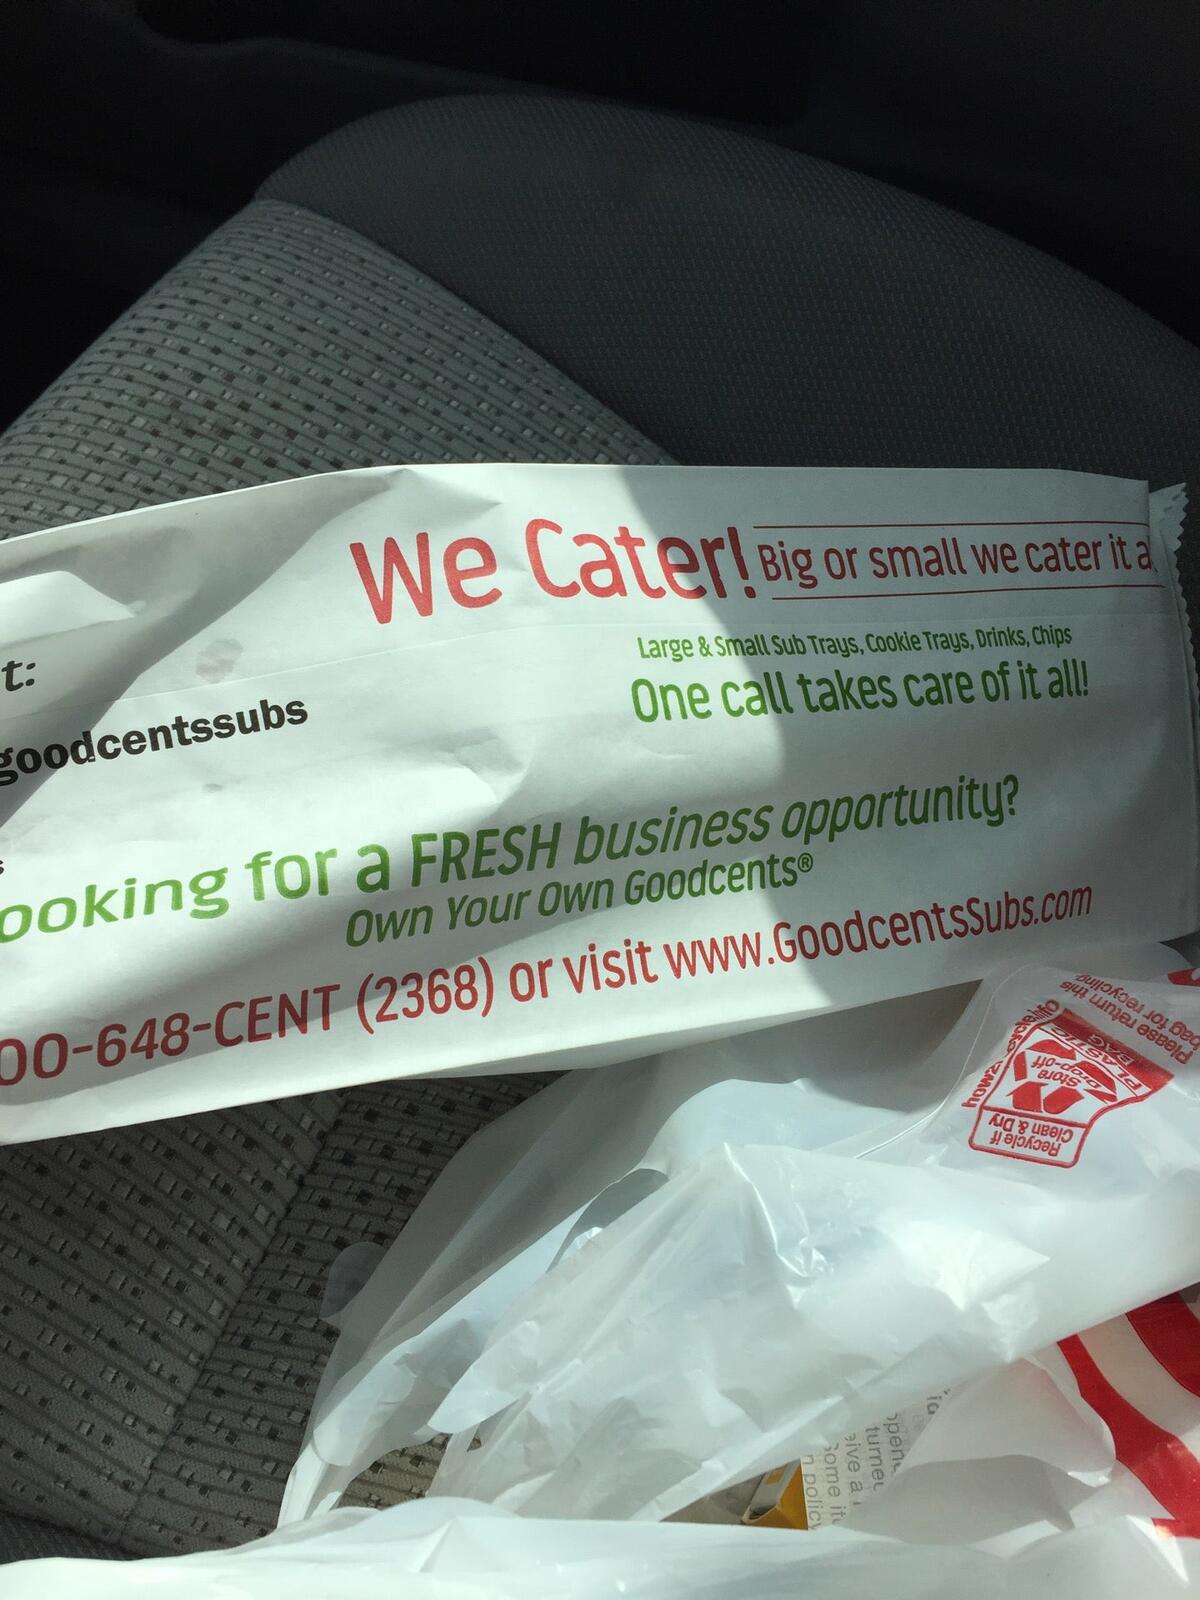 We Cater! Big or small we cater it a
Large & Small Sub Trays, Cookie Trays, Drinks, Chips
One call takes care of it all!
t:
goodcentssubs
s
ooking for a FRESH business opportunity?
Own Your Own Goodcents®
00-648-CENT (2368) or visit www.GoodcentsSubs.com
Please return this
bag for recycling
PLASTIC
BAG
Store
Drop-off
Recycle if
Clean & Dry